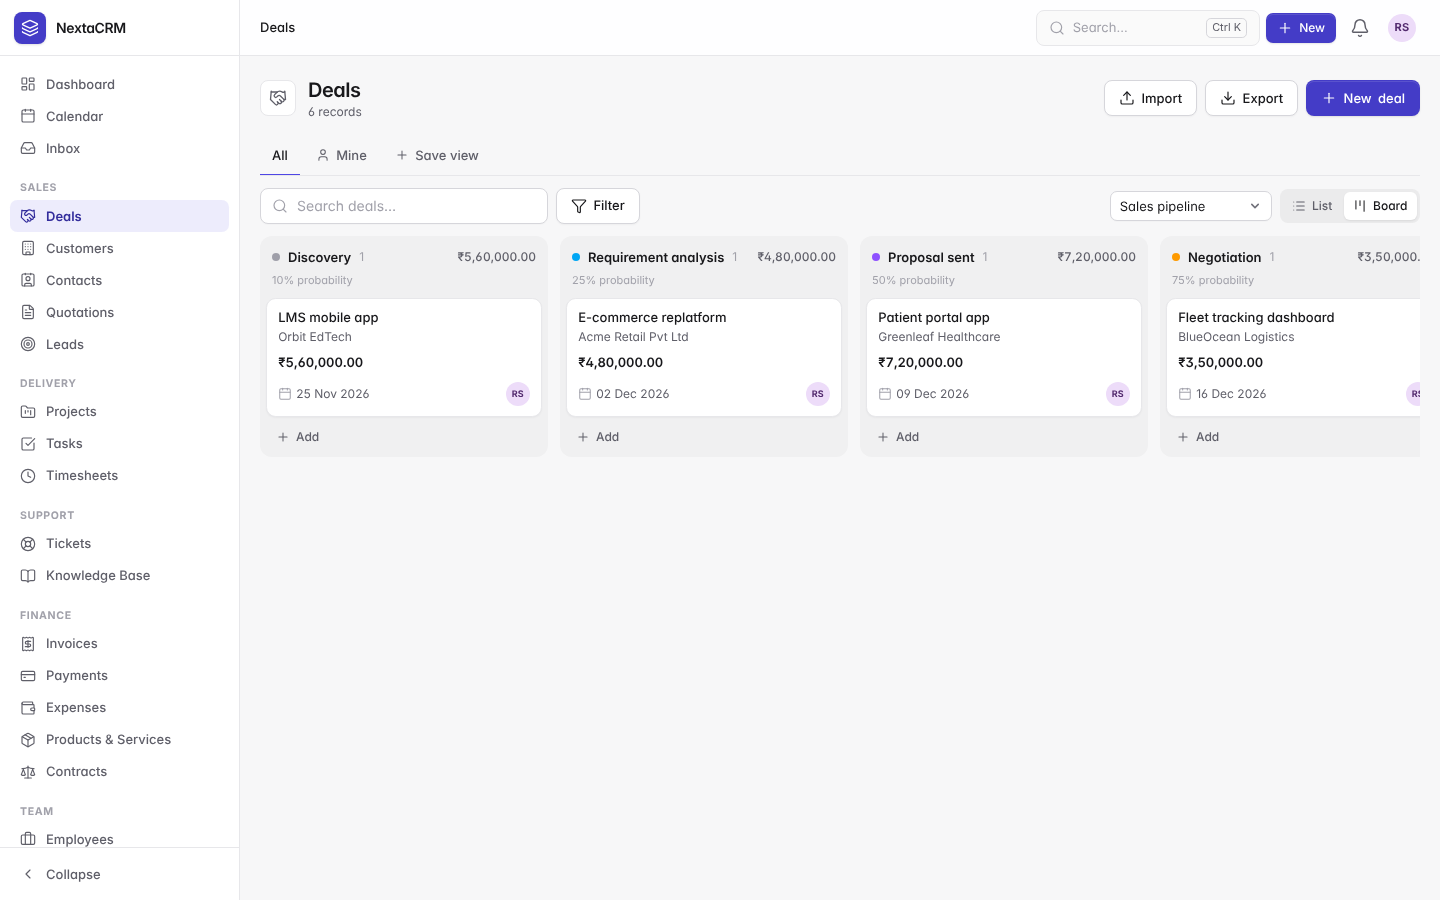 NextaCRM
Dashboard
Calendar
Inbox
SALES
Deals
Customers
Contacts
Quotations
Leads
DELIVERY
Projects
Tasks
Timesheets
SUPPORT
Tickets
Knowledge Base
FINANCE
Invoices
Payments
Expenses
Products & Services
Contracts
TEAM
Employees
Collapse
Deals
Search...
Ctrl K
New
RS
Deals
6 records
Import
Export
New deal
All
Mine
Save view
Search deals...
Filter
Sales pipeline
List
Board
Discovery 1 ₹5,60,000.00
10% probability
LMS mobile app
Orbit EdTech
₹5,60,000.00
25 Nov 2026 RS
Add
Requirement analysis 1 ₹4,80,000.00
25% probability
E-commerce replatform
Acme Retail Pvt Ltd
₹4,80,000.00
02 Dec 2026 RS
Add
Proposal sent 1 ₹7,20,000.00
50% probability
Patient portal app
Greenleaf Healthcare
₹7,20,000.00
09 Dec 2026 RS
Add
Negotiation 1 ₹3,50,000.
75% probability
Fleet tracking dashboard
BlueOcean Logistics
₹3,50,000.00
16 Dec 2026
Add